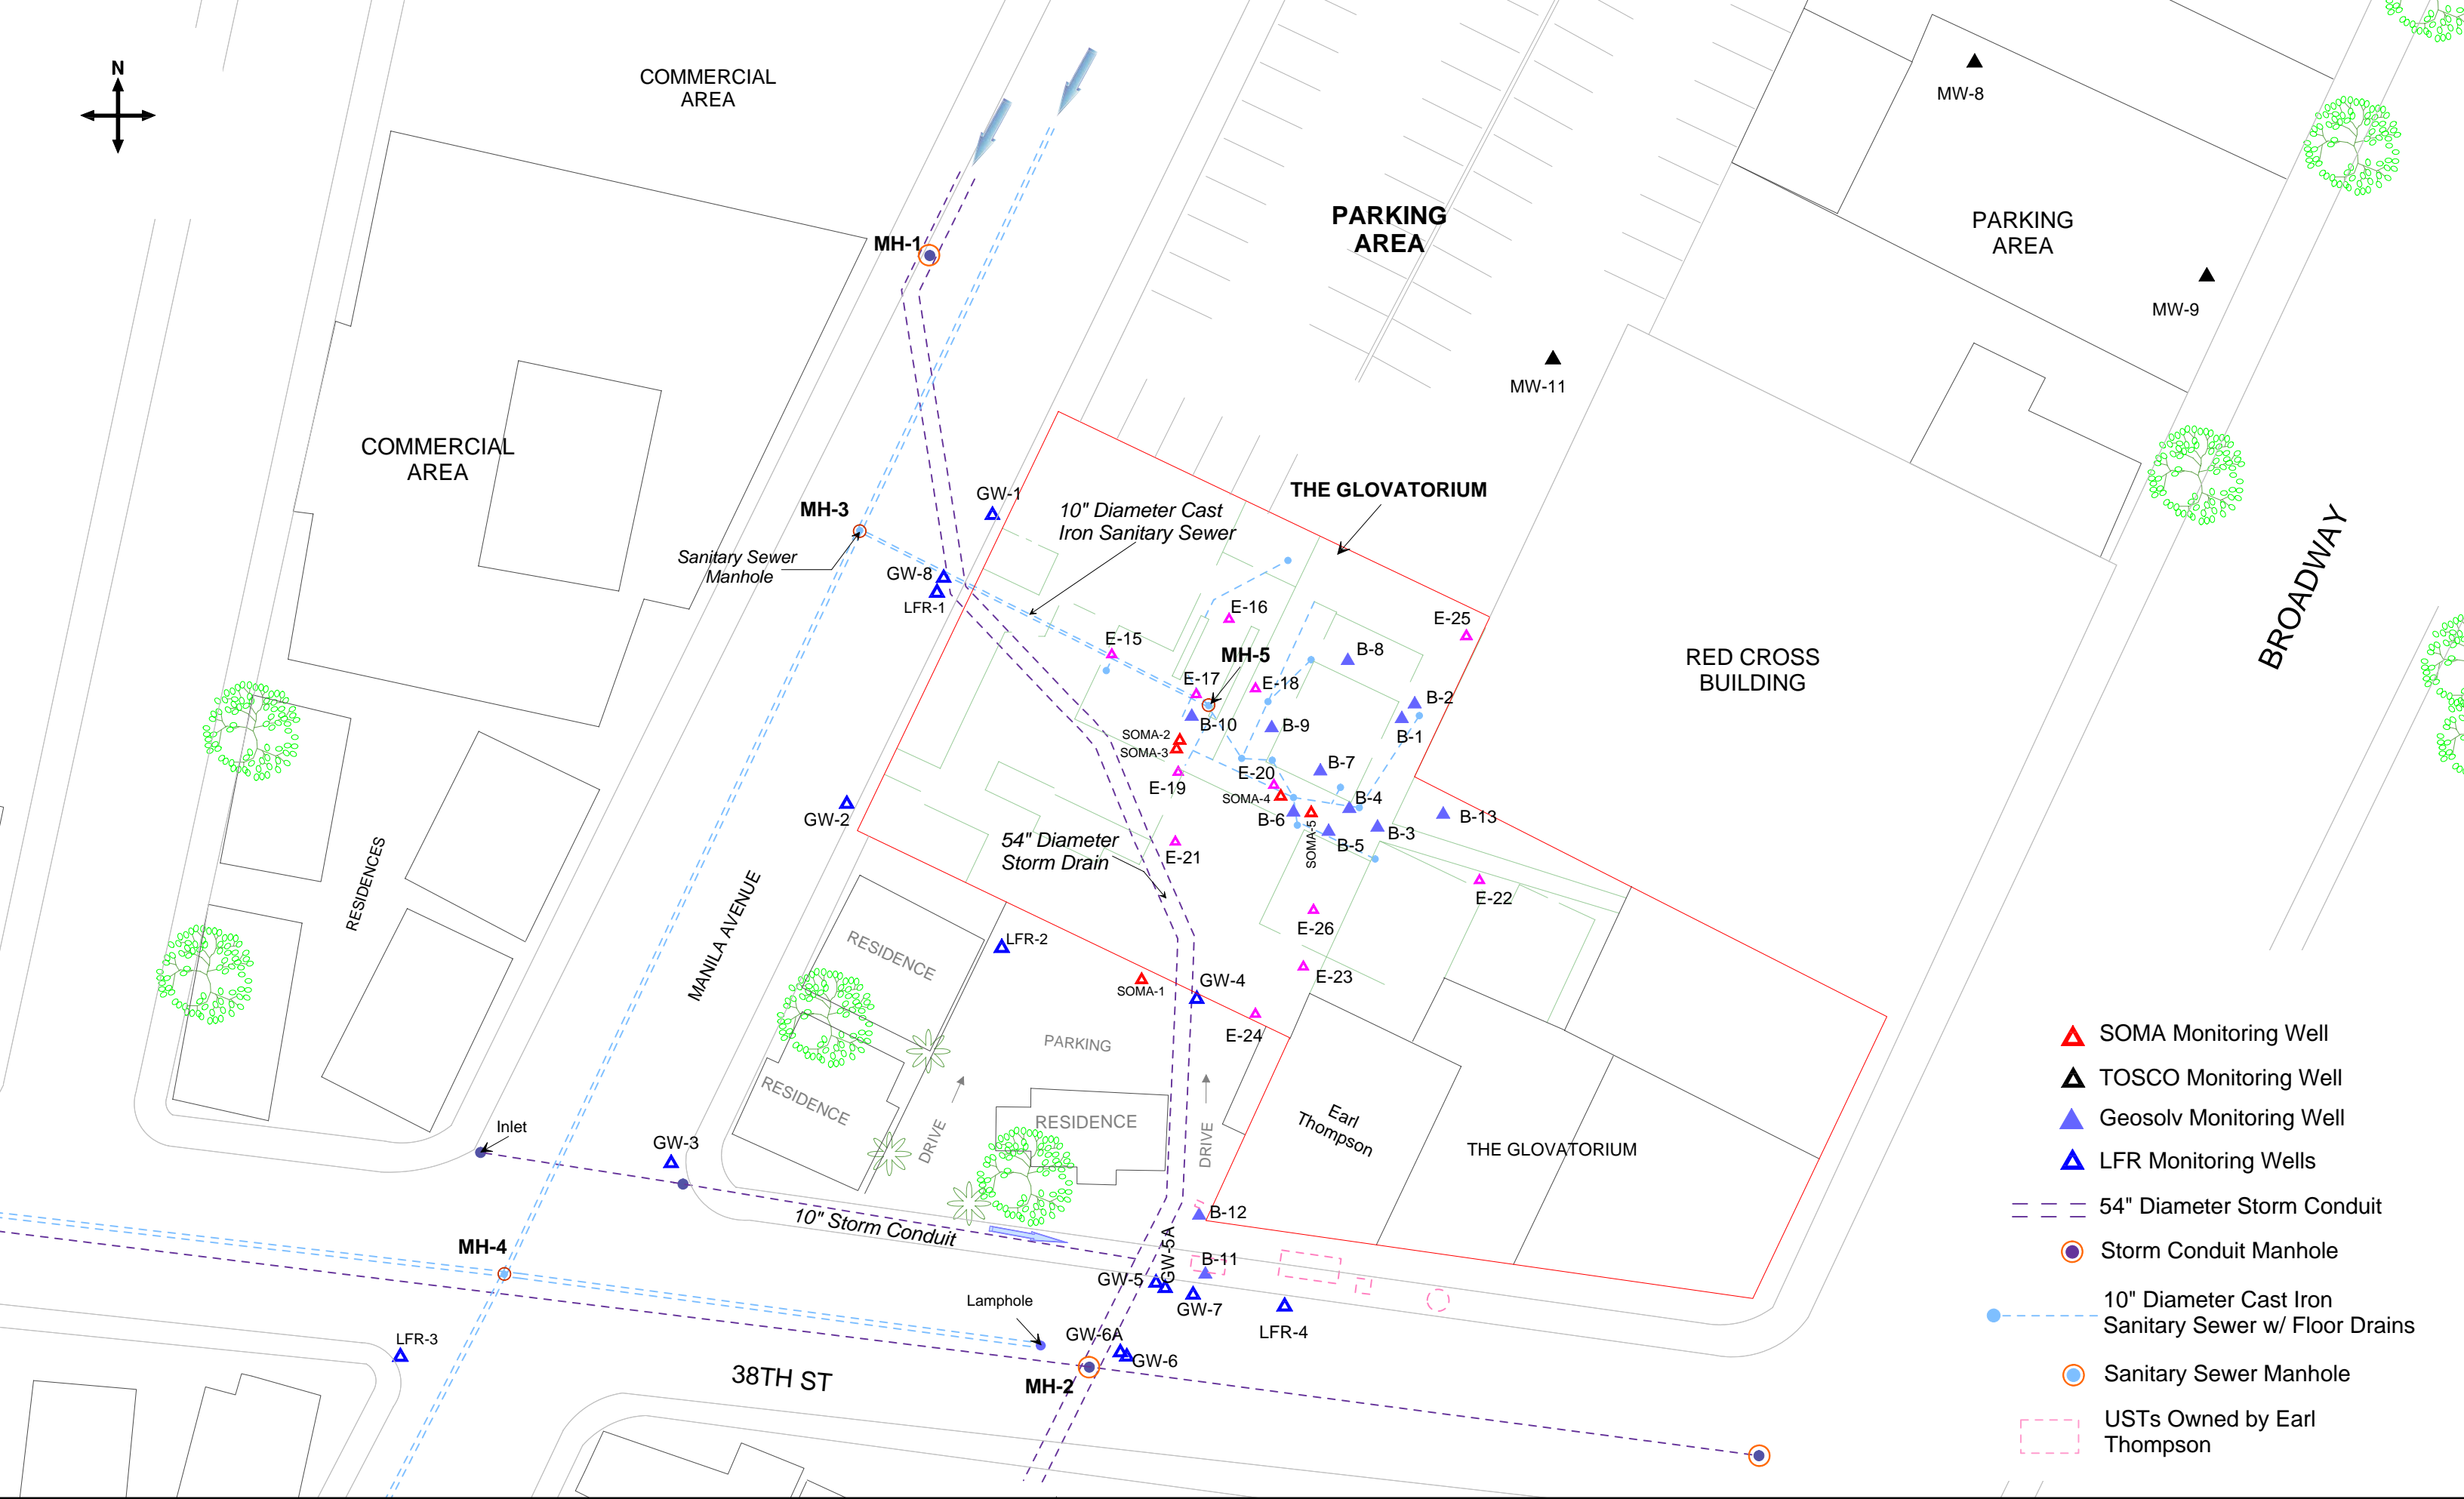 N
COMMERCIAL
AREA
MW-8
MH-1
PARKING
AREA
PARKING
AREA
MW-9
MW-11
COMMERCIAL
AREA
THE GLOVATORIUM
GW-1
MH-3
10" Diameter Cast
Iron Sanitary Sewer
Sanitary Sewer
Manhole
GW-8
LFR-1
BROADWAY
E-16
E-25
E-15
MH-5
B-8
RED CROSS
BUILDING
E-17
E-18
B-2
B-10
B-9
B-1
SOMA-2
SOMA-3
B-7
E-20
E-19
SOMA-4
B-4
GW-2
B-6
B-3
B-13
SOMA-5
B-5
54" Diameter
Storm Drain
E-21
RESIDENCES
E-22
MANILA AVENUE
E-26
RESIDENCE
LFR-2
E-23
SOMA-1
GW-4
E-24
PARKING
SOMA Monitoring Well
TOSCO Monitoring Well
Geosolv Monitoring Well
LFR Monitoring Wells
54" Diameter Storm Conduit
Storm Conduit Manhole
10" Diameter Cast Iron
Sanitary Sewer w/ Floor Drains
Sanitary Sewer Manhole
USTs Owned by Earl
Thompson
RESIDENCE
RESIDENCE
Earl
Thompson
THE GLOVATORIUM
Inlet
GW-3
DRIVE
DRIVE
10" Storm Conduit
B-12
MH-4
GW-5A
B-11
GW-5
GW-7
Lamphole
LFR-4
LFR-3
GW-6A
GW-6
38TH ST
MH-2